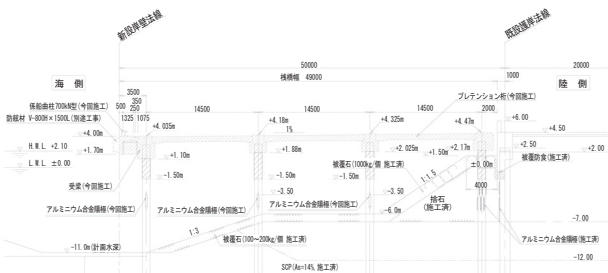 新設岸壁法線
既設護岸法線
50000
20000
桟橋幅 49000
1000
海 側
陸 側
3500
350
500 250
1325 1075
係船曲柱700kN型(今回施工)
防舷材 V-800H×1500L(別途工事)
プレテンション桁(今回施工)
14500
14500
14500
2000
+4.00m
+4.035m
+4.18m
1%
+4.325m
+4.47m
+6.00
+4.50
H.W.L +2.10
L.W.L ±0.00
+1.70m
+1.10m
+1.88m
+2.025m
+1.50m
+2.17m
+2.50
+2.00
被覆防食(施工済)
被覆石(1000kg/個 施工済)
±0.00m
1:1.5
-1.50m
-1.50m
-1.50m
受梁(今回施工)
-3.50
-3.50
捨石
(施工済)
4000
アルミニウム合金陽極(今回施工)
アルミニウム合金陽極(今回施工)
アルミニウム合金陽極(今回施工)
-6.0m
-7.00
1:3
被覆石(100~200kg/個 施工済)
アルミニウム合金陽極(施工済)
-11.0m(計画水深)
SCP(As=14% 施工済)
-12.00